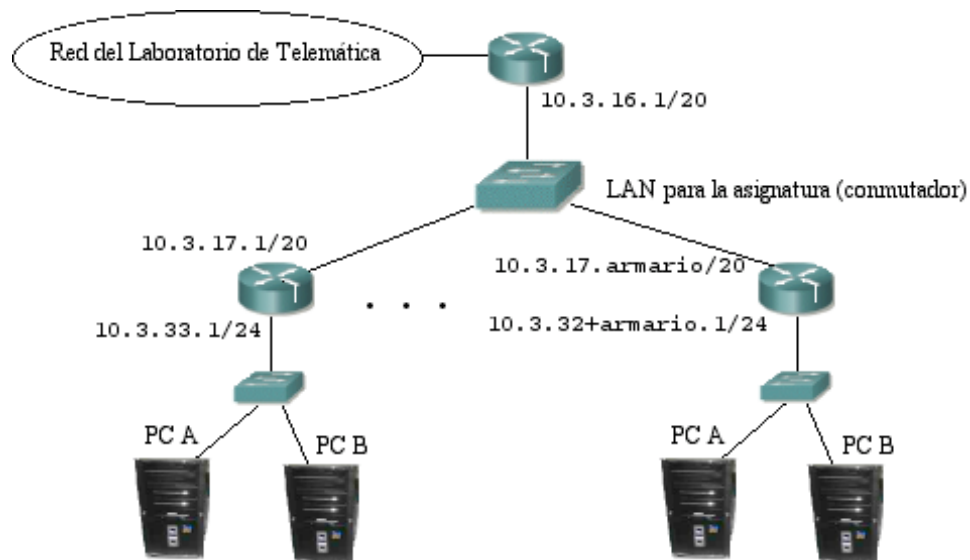 Red del Laboratorio de Telemática
10.3.16.1/20
LAN para la asignatura (conmutador)
10.3.17.1/20
10.3.17.armario/20
. . .
10.3.33.1/24
10.3.32+armario.1/24
PC A
PC B
PC A
PC B